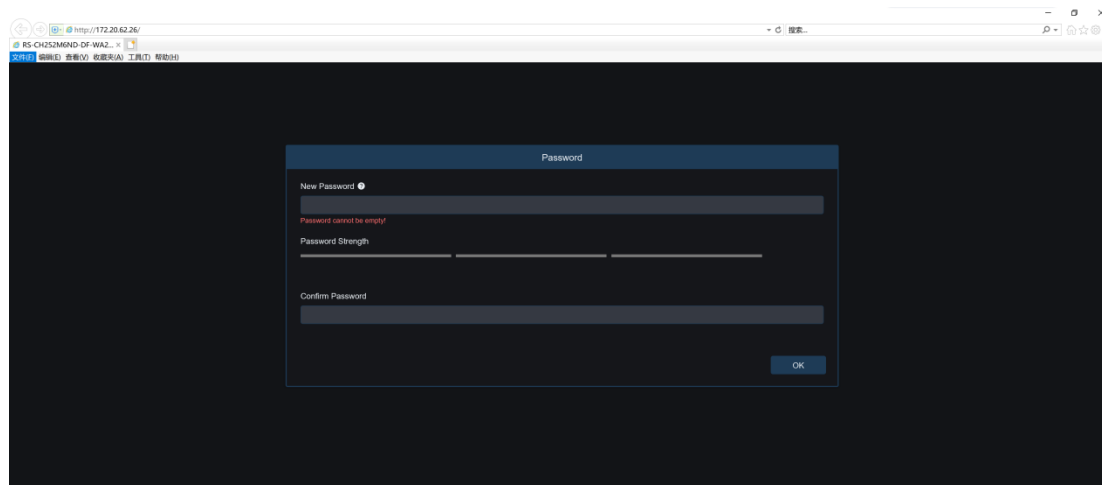 http://172.20.62.26/
搜索...
RS-CH252M6ND-DF-WA2... ×
文件(F) 编辑(E) 查看(V) 收藏夹(A) 工具(T) 帮助(H)
Password
New Password
Password cannot be empty!
Password Strength
Confirm Password
OK